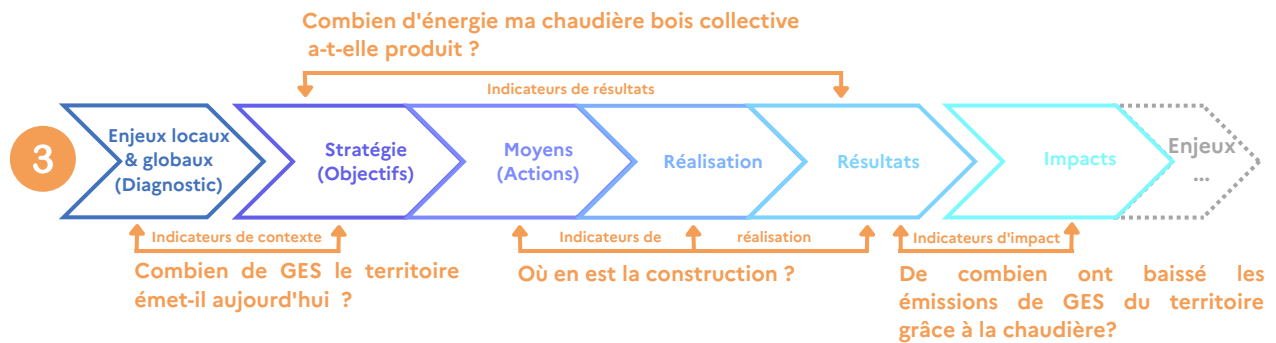 Combien d'énergie ma chaudière bois collective
a-t-elle produit ?
Indicateurs de résultats
3
Enjeux locaux
& globaux
(Diagnostic)
Stratégie
(Objectifs)
Moyens
(Actions)
Réalisation
Résultats
Impacts
Enjeux
...
Indicateurs de contexte
Combien de GES le territoire
émet-il aujourd'hui ?
Indicateurs de réalisation
Où en est la construction ?
Indicateurs d'impact
De combien ont baissé les
émissions de GES du territoire
grâce à la chaudière?